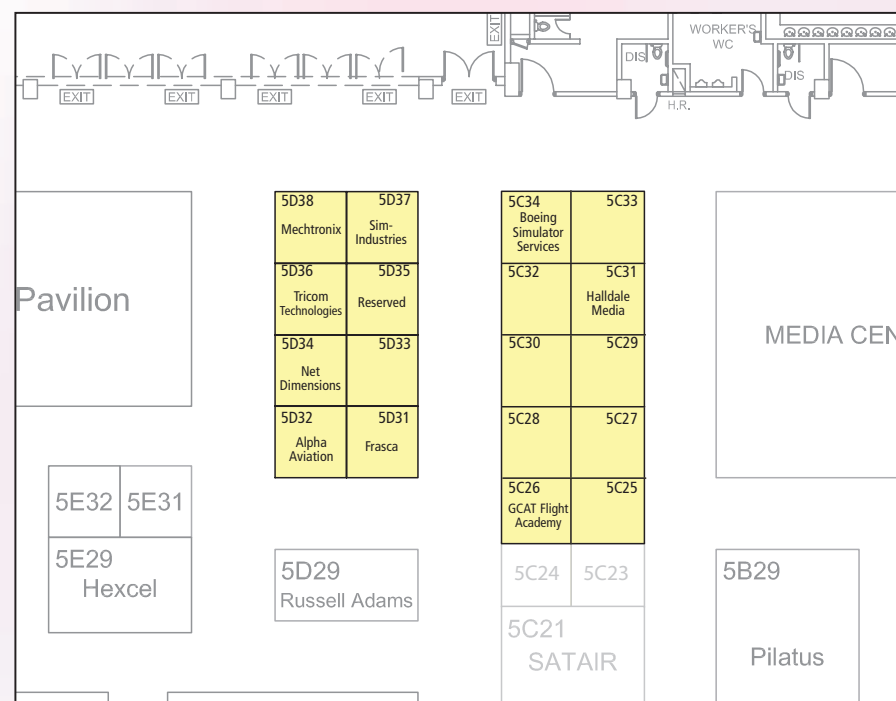 EXIT
WORKER'S
WC
DIS
DIS
H.R.
EXIT
EXIT
EXIT
EXIT
EXIT
5D38
Mechtronix
5D37
Sim-
Industries
5D36
Tricom
Technologies
5D35
Reserved
5D34
Net
Dimensions
5D33
5D32
Alpha
Aviation
5D31
Frasca
5C34
Boeing
Simulator
Services
5C33
5C32
5C31
Halldale
Media
5C30
5C29
5C28
5C27
5C26
GCAT Flight
Academy
5C25
Pavilion
MEDIA CEN
5E32
5E31
5E29
Hexcel
5D29
Russell Adams
5C24
5C23
5C21
SATAIR
5B29
Pilatus